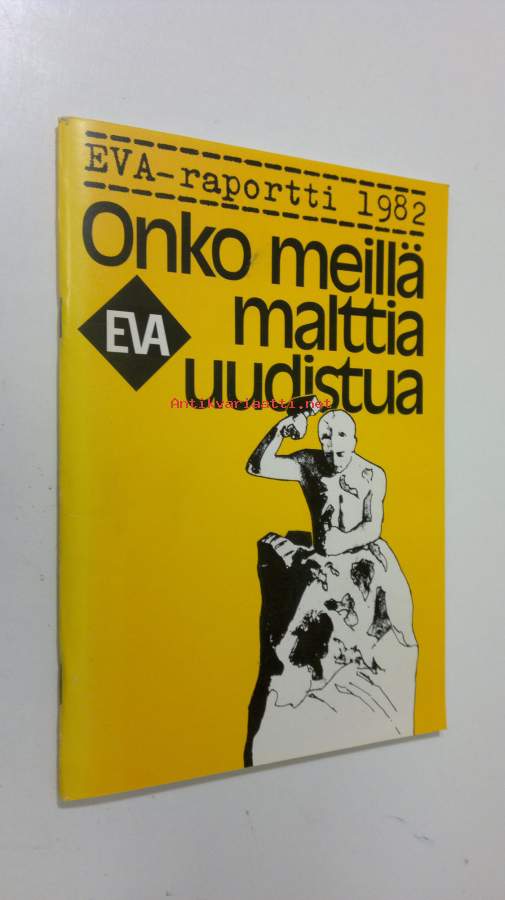 EVA-raportti 1982
Onko meillä
malttia
EVA
uudistua
Antikvariaatti.net